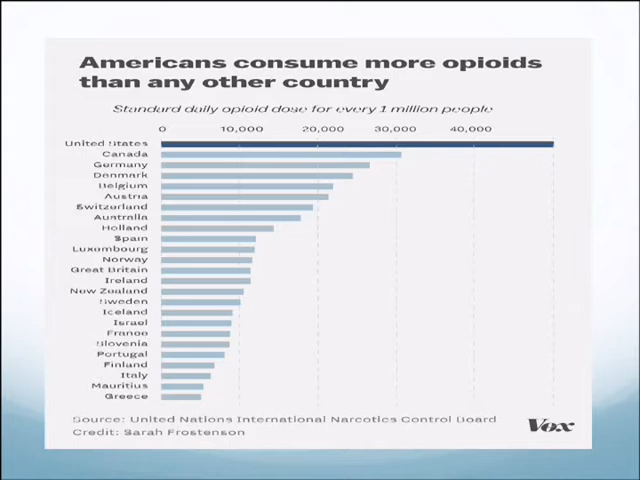 Americans consume more opioids
than any other country
Standard daily opioid dose for every 1 million people
0 10,000 20,000 30,000 40,000
United States
Canada
Germany
Denmark
Belgium
Austria
Switzerland
Australia
Holland
Spain
Luxembourg
Norway
Great Britain
Ireland
New Zealand
Sweden
Iceland
Israel
France
Slovenia
Portugal
Finland
Italy
Mauritius
Greece
Source: United Nations International Narcotics Control Board
Credit: Sarah Frostenson
Vox